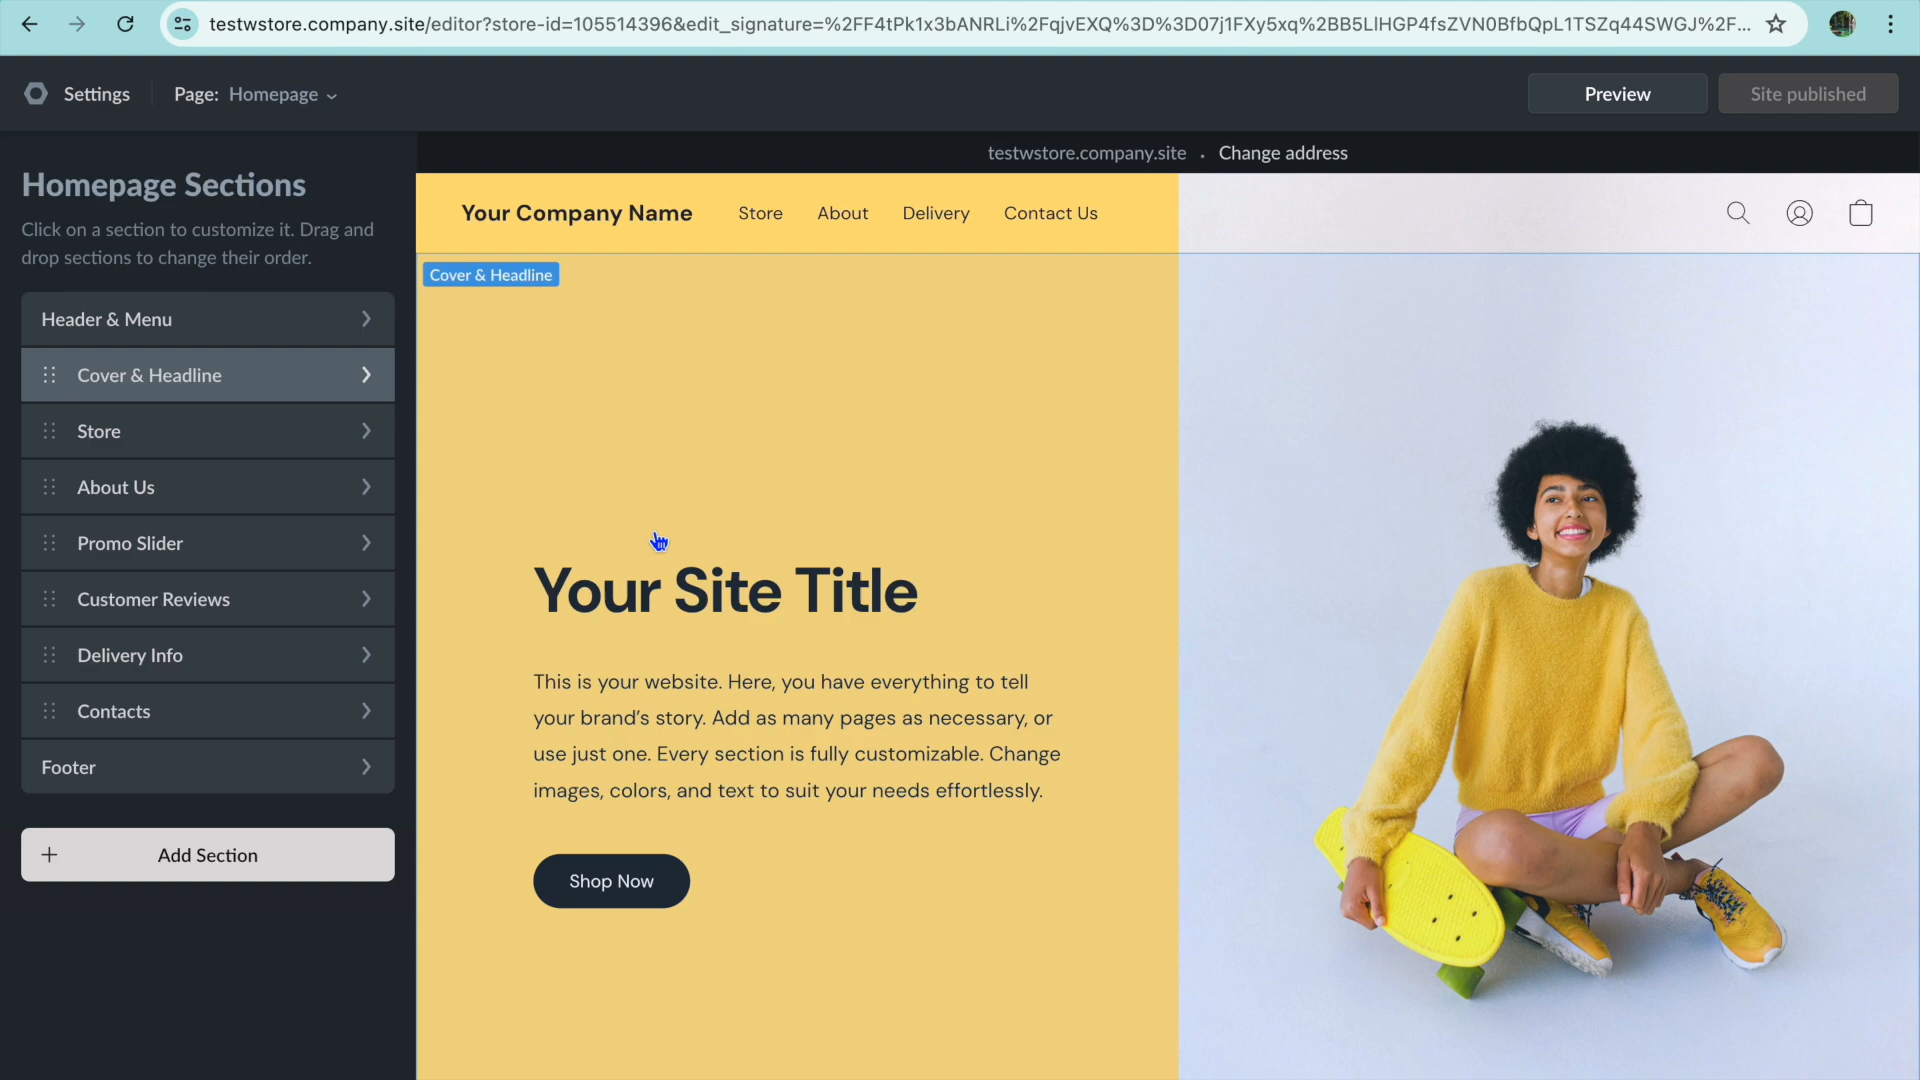 testwstore.company.site/editor?store-id=105514396&edit_signature=%2FF4tPk1x3bANRLi%2FqjvEXQ%3D%3D07j1FXy5xq%2BB5LlHGP4fsZVN0BfbQpL1TSZq44SWGJ%2F...
Settings
Page: Homepage
Preview
Site published
testwstore.company.site . Change address
Homepage Sections
Click on a section to customize it. Drag and
drop sections to change their order.
Header & Menu
Cover & Headline
Store
About Us
Promo Slider
Customer Reviews
Delivery Info
Contacts
Footer
Add Section
Your Company Name
Store
About
Delivery
Contact Us
Cover & Headline
Your Site Title
This is your website. Here, you have everything to tell
your brand’s story. Add as many pages as necessary, or
use just one. Every section is fully customizable. Change
images, colors, and text to suit your needs effortlessly.
Shop Now